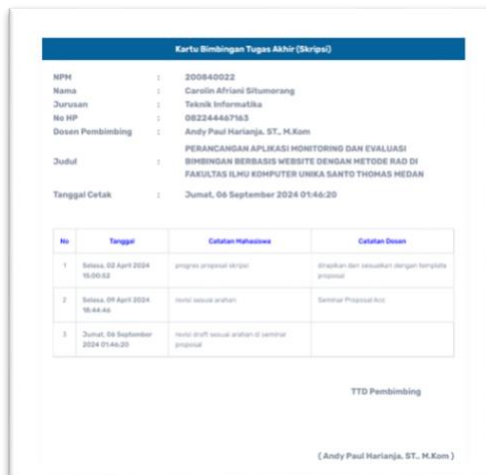 Kartu Bimbingan Tugas Akhir (Skripsi)
NPM : 200840022
Nama : Carolin Afriani Situmorang
Jurusan : Teknik Informatika
No HP : 082244467163
Dosen Pembimbing : Andy Paul Harianja, ST., M.Kom
PERANCANGAN APLIKASI MONITORING DAN EVALUASI
Judul : BIMBINGAN BERBASIS WEBSITE DENGAN METODE RAD DI
FAKULTAS ILMU KOMPUTER UNIKA SANTO THOMAS MEDAN
Tanggal Cetak : Jumat, 06 September 2024 01:46:20
No Tanggal Catatan Mahasiswa Catatan Dosen
1 Selasa, 02 April 2024 progres proposal skripsi dirapikan dan sesuaikan dengan template
15:00:52 proposal
2 Selasa, 09 April 2024 revisi sesuai arahan Seminar Proposal Acc
18:44:46
3 Jumat, 06 September revisi draft sesuai arahan di seminar
2024 01:46:20 proposal
TTD Pembimbing
( Andy Paul Harianja, ST., M.Kom )